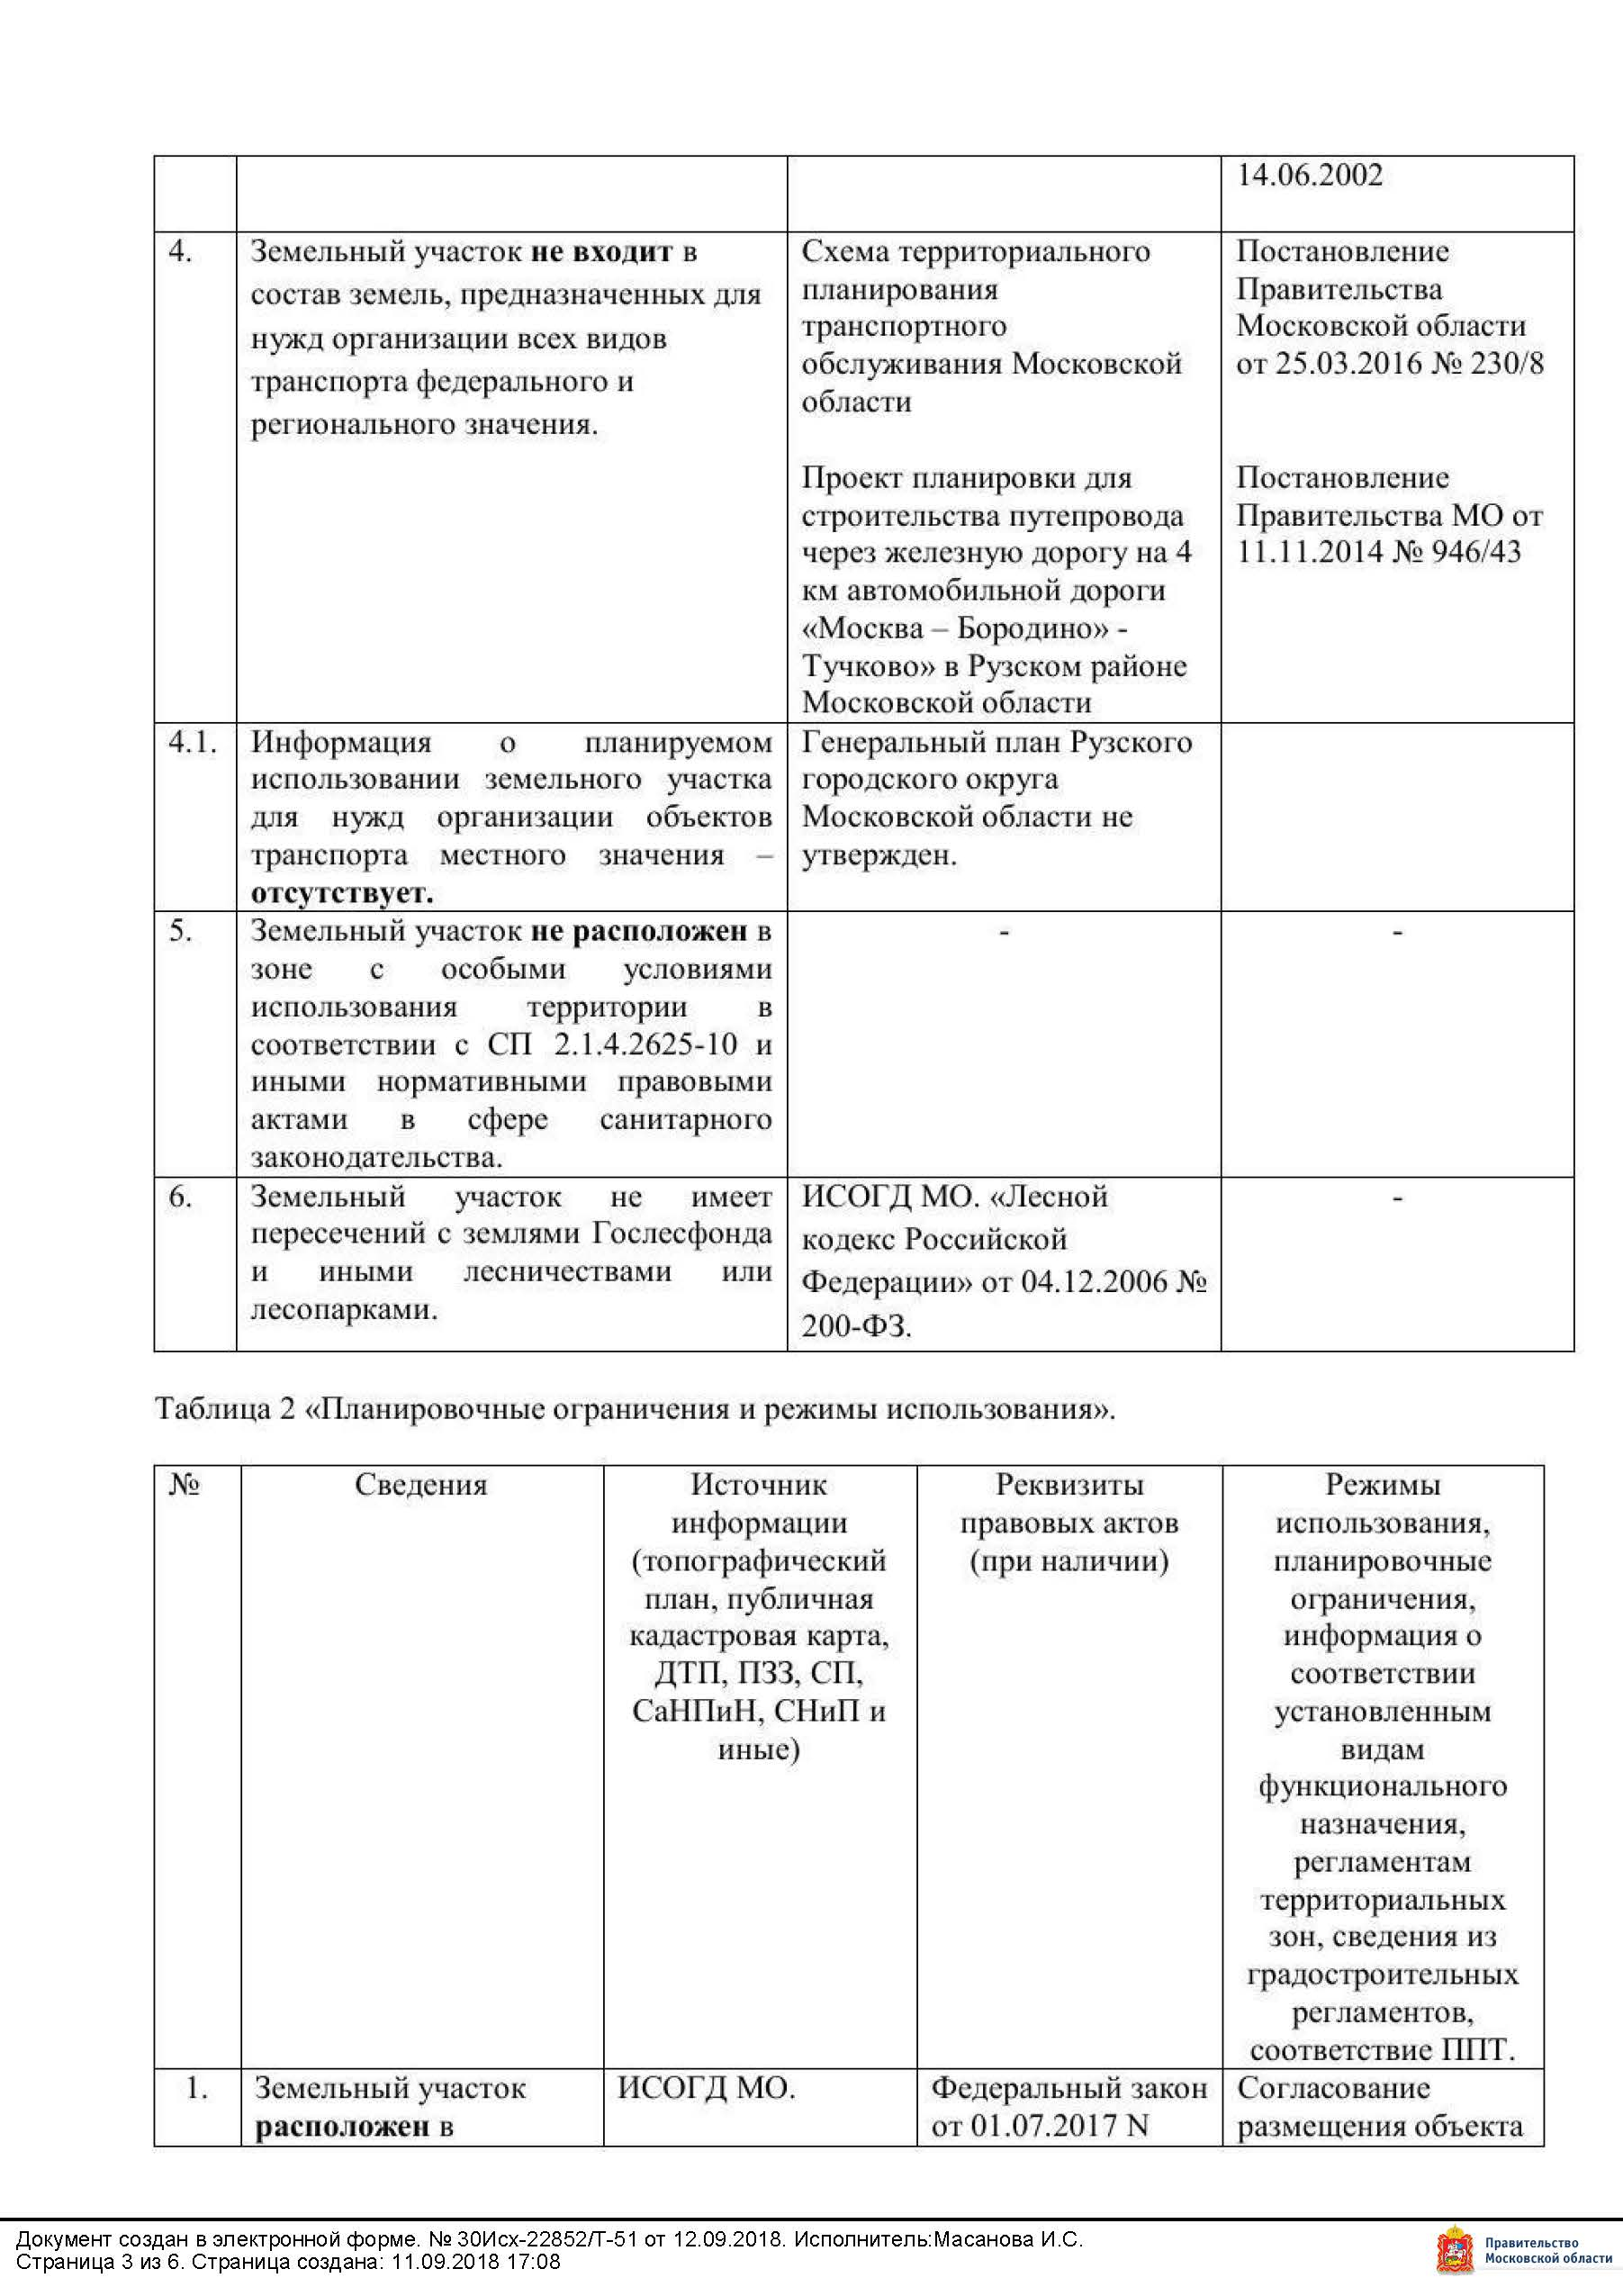 14.06.2002
4.
Земельный участок не входит в
состав земель, предназначенных для
нужд организации всех видов
транспорта федерального и
регионального значения.
Схема территориального
планирования
транспортного
обслуживания Московской
области
Проект планировки для
строительства путепровода
через железную дорогу на 4
км автомобильной дороги
«Москва – Бородино» -
Тучково» в Рузском районе
Московской области
Постановление
Правительства
Московской области
от 25.03.2016 № 230/8
Постановление
Правительства МО от
11.11.2014 № 946/43
4.1.
Информация о планируемом
использовании земельного участка
для нужд организации объектов
транспорта местного значения –
отсутствует.
Генеральный план Рузского
городского округа
Московской области не
утвержден.
5.
Земельный участок не расположен в
зоне с особыми условиями
использования территории в
соответствии с СП 2.1.4.2625-10 и
иными нормативными правовыми
актами в сфере санитарного
законодательства.
-
-
6.
Земельный участок не имеет
пересечений с землями Гослесфонда
и иными лесничествами или
лесопарками.
ИСОГД МО. «Лесной
кодекс Российской
Федерации» от 04.12.2006 №
200-ФЗ.
-
Таблица 2 «Планировочные ограничения и режимы использования».
№
Сведения
Источник
информации
(топографический
план, публичная
кадастровая карта,
ДТП, ПЗЗ, СП,
СаНПиН, СНиП и
иные)
Реквизиты
правовых актов
(при наличии)
Режимы
использования,
планировочные
ограничения,
информация о
соответствии
установленным
видам
функционального
назначения,
регламентам
территориальных
зон, сведения из
градостроительных
регламентов,
соответствие ППТ.
1.
Земельный участок
расположен в
ИСОГД МО.
Федеральный закон
от 01.07.2017 N
Согласование
размещения объекта
Документ создан в электронной форме. № 30Исх-22852/Т-51 от 12.09.2018. Исполнитель:Масанова И.С.
Страница 3 из 6. Страница создана: 11.09.2018 17:08
Правительство
Московской области